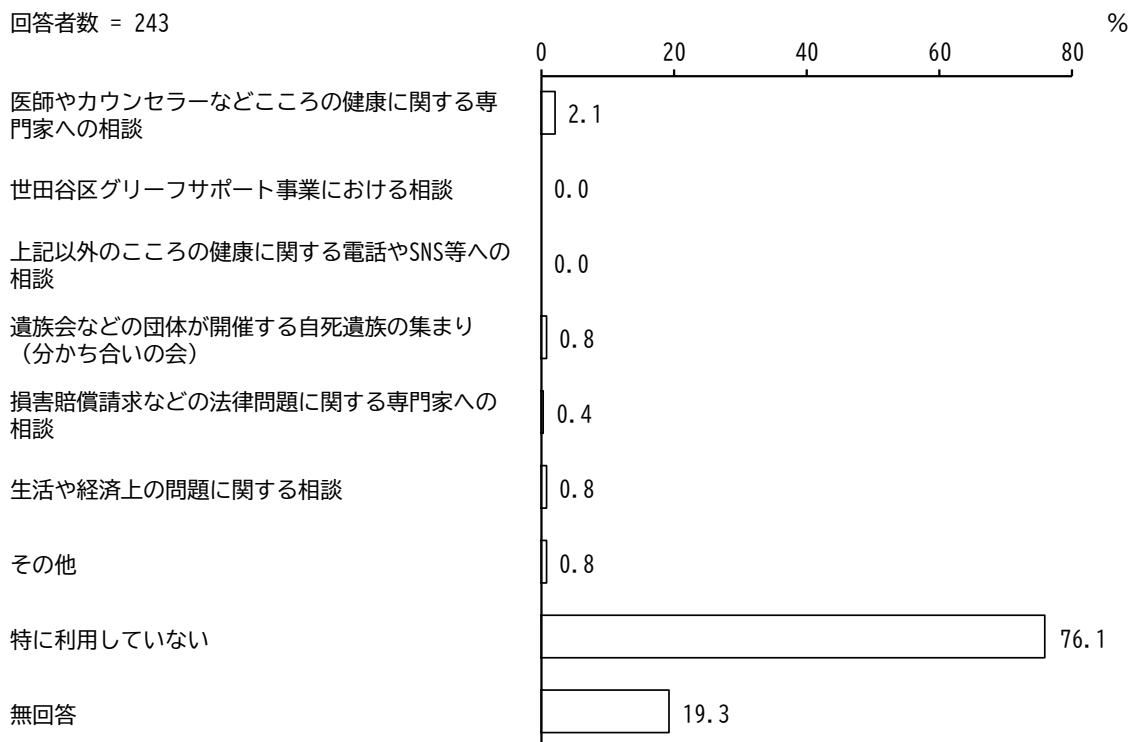 回答者数 = 243
%
0 20 40 60 80
医師やカウンセラーなどこころの健康に関する専
門家への相談
2.1
世田谷区グリーフサポート事業における相談
0.0
上記以外のこころの健康に関する電話やSNS等への
相談
0.0
遺族会などの団体が開催する自死遺族の集まり
（分かち合いの会）
0.8
損害賠償請求などの法律問題に関する専門家への
相談
0.4
生活や経済上の問題に関する相談
0.8
その他
0.8
特に利用していない
76.1
無回答
19.3